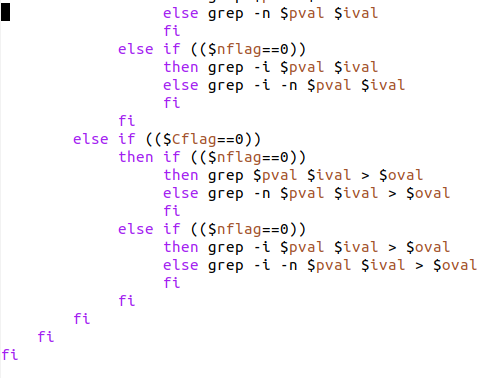 else grep -n $pval $ival
fi
else if (($nflag==0))
then grep -i $pval $ival
else grep -i -n $pval $ival
fi
fi
else if (($Cflag==0))
then if (($nflag==0))
then grep $pval $ival > $oval
else grep -n $pval $ival > $oval
fi
else if (($nflag==0))
then grep -i $pval $ival > $oval
else grep -i -n $pval $ival > $oval
fi
fi
fi
fi
fi